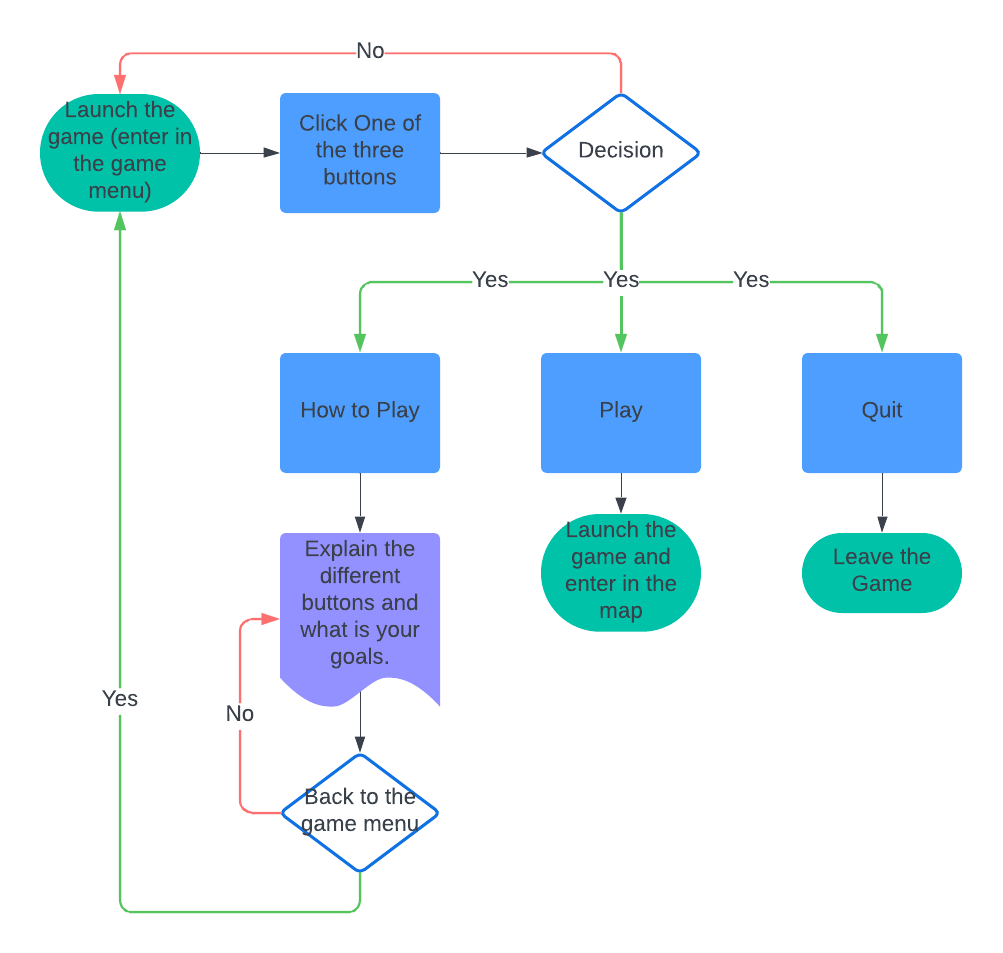 No
Launch the
game (enter in
the game
menu)
Click One of
the three
buttons
Decision
Yes
Yes
Yes
How to Play
Play
Quit
Explain the
different
buttons and
what is your
goals.
Launch the
game and
enter in the
map
Leave the
Game
Yes
No
Back to the
game menu